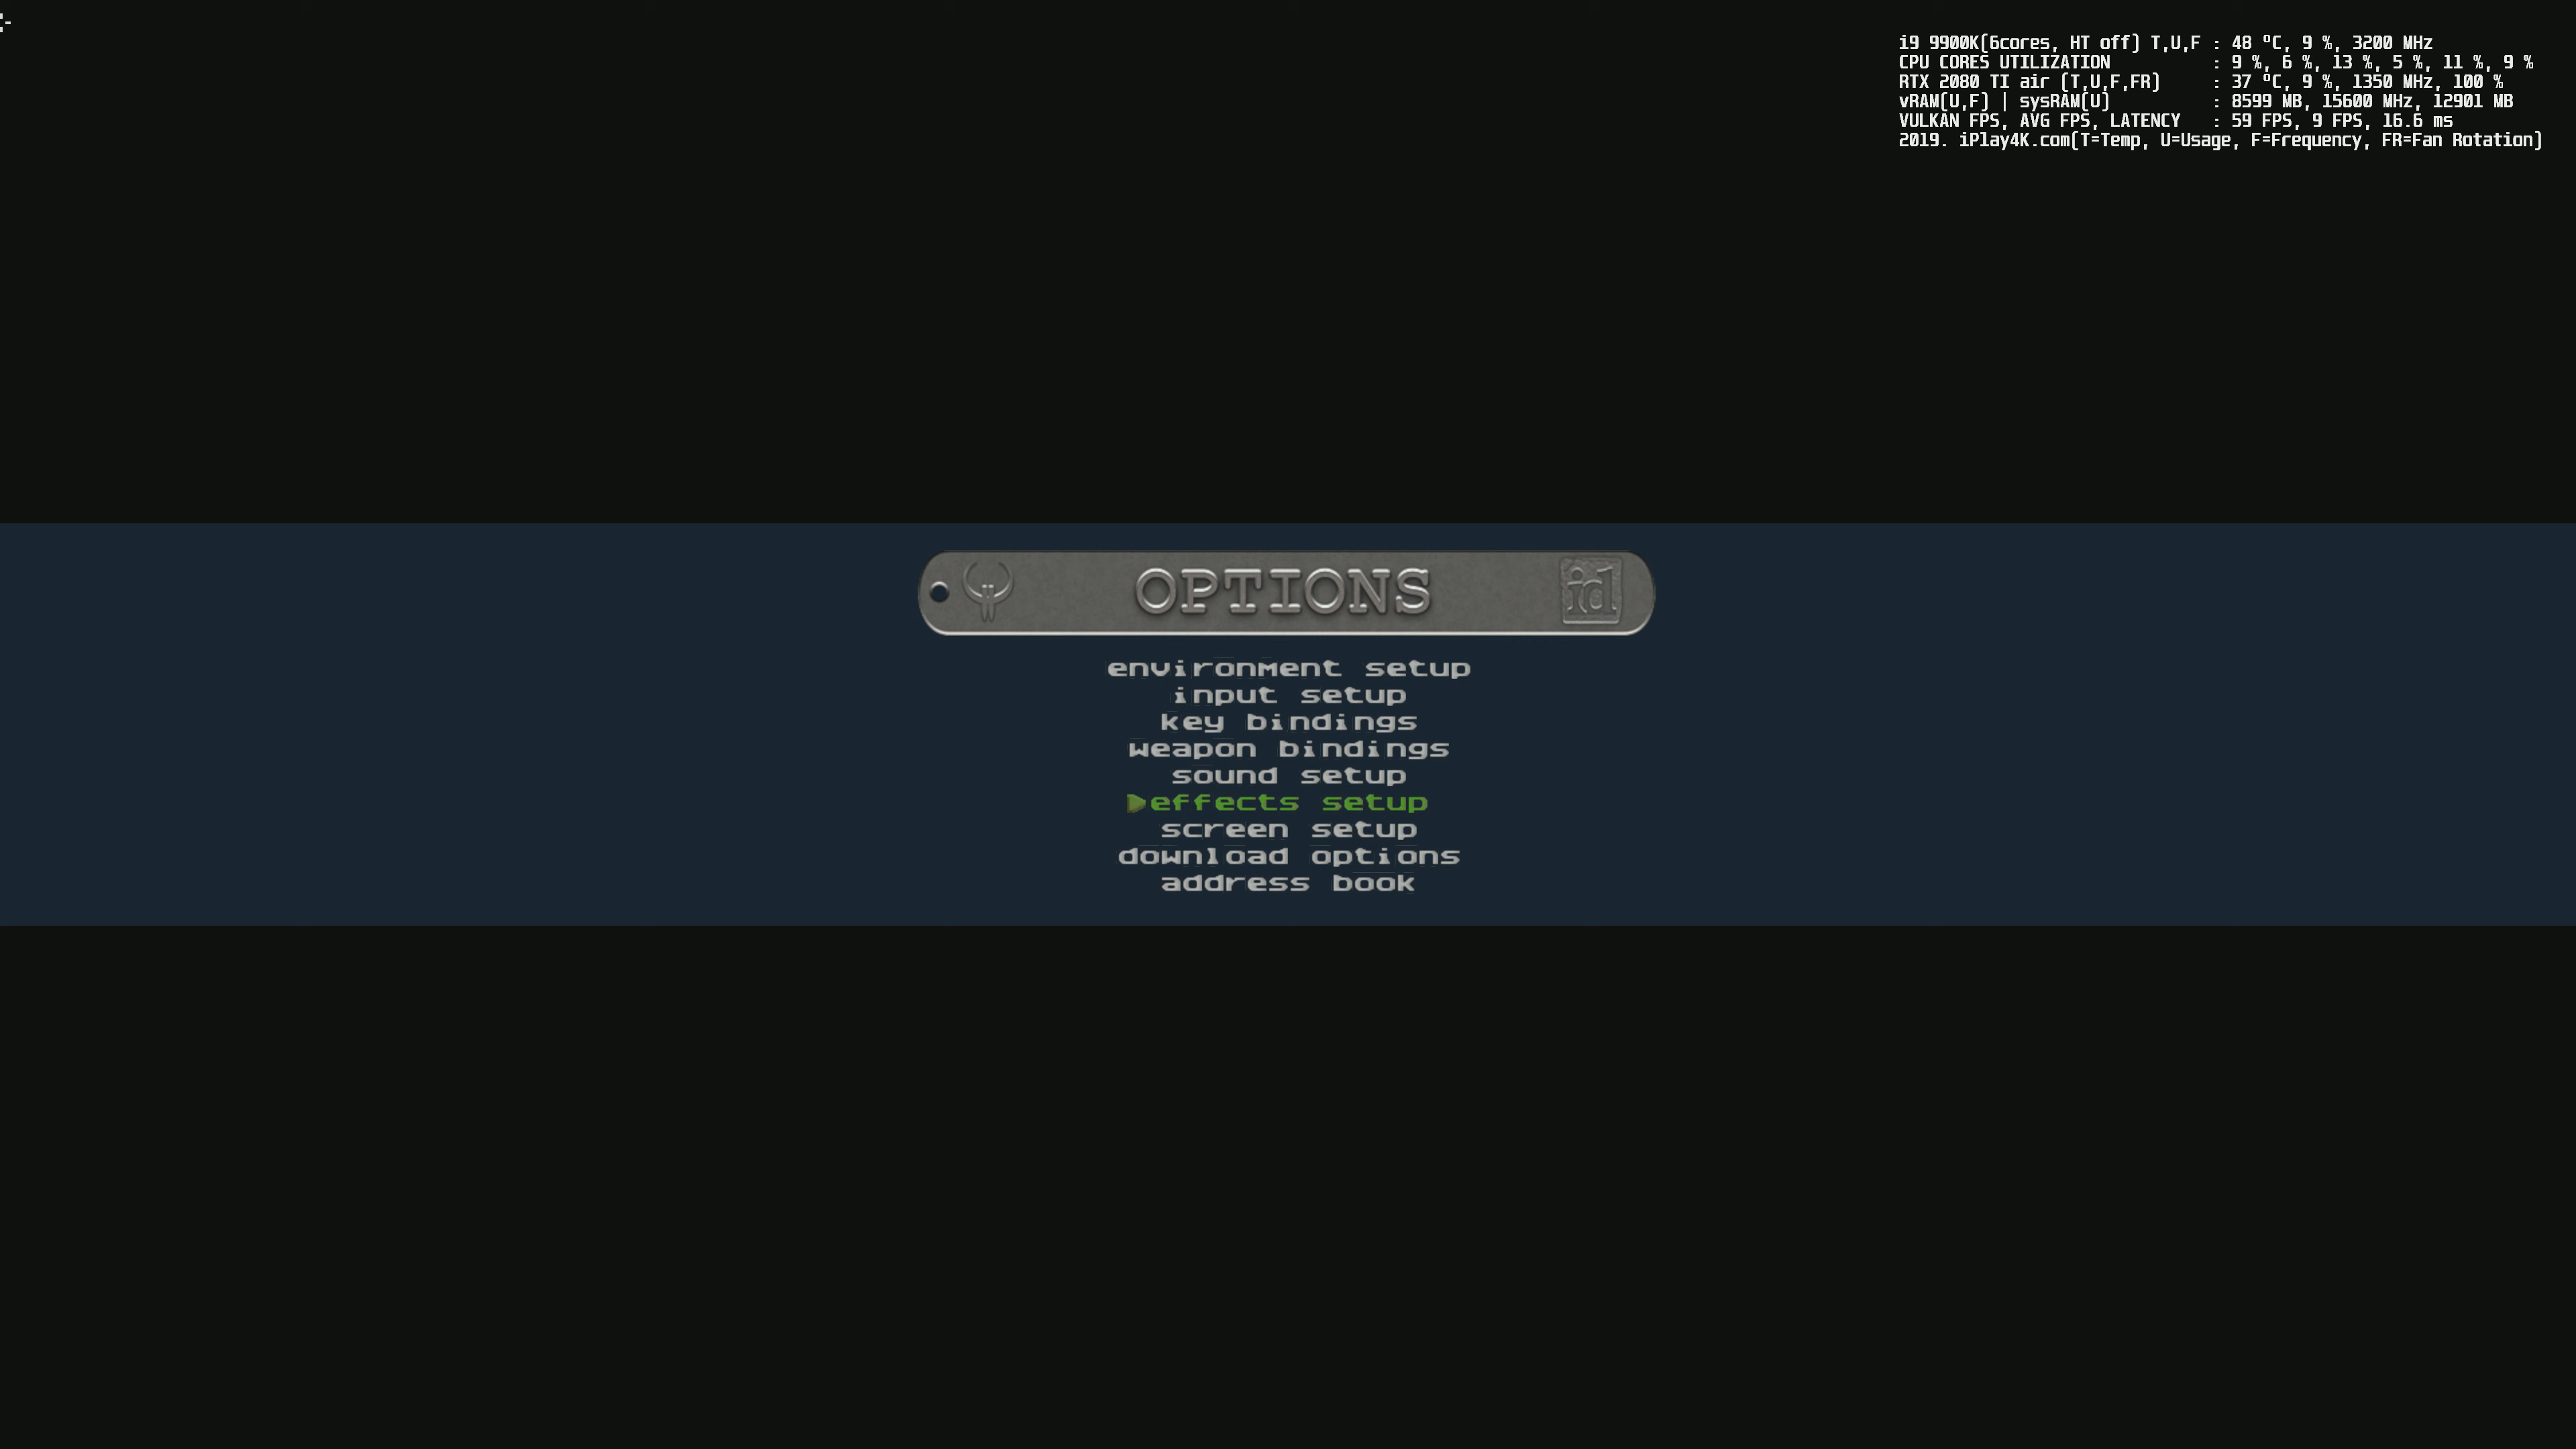 i9 9900K(6cores, HT off) T,U,F : 48 °C, 9 %, 3200 MHz
CPU CORES UTILIZATION : 9 %, 6 %, 13 %, 5 %, 11 %, 9 %
RTX 2080 TI air (T,U,F,FR) : 37 °C, 9 %, 1350 MHz, 100 %
vRAM(U,F) | sysRAM(U) : 8599 MB, 15600 MHz, 12901 MB
VULKAN FPS, AVG FPS, LATENCY : 59 FPS, 9 FPS, 16.6 ms
2019. iPlay4K.com(T=Temp, U=Usage, F=Frequency, FR=Fan Rotation)
OPTIONS
id
environment setup
input setup
key bindings
weapon bindings
sound setup
effects setup
screen setup
download options
address book